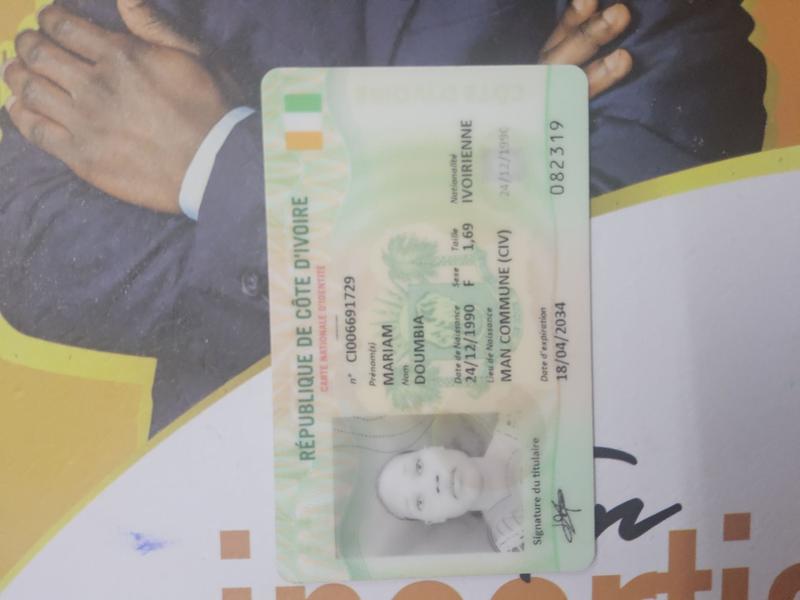 RÉPUBLIQUE DE CÔTE D'IVOIRE
CARTE NATIONALE D'IDENTITÉ
n° CI006691729
Prénom(s)
MARIAM
Nom
DOUMBIA
Date de Naissance Sexe Taille Nationalité
24/12/1990 F 1,69 IVOIRIENNE
Lieu de Naissance
MAN COMMUNE (CIV)
24/12/1990
Date d'expiration
18/04/2034
082319
Signature du titulaire